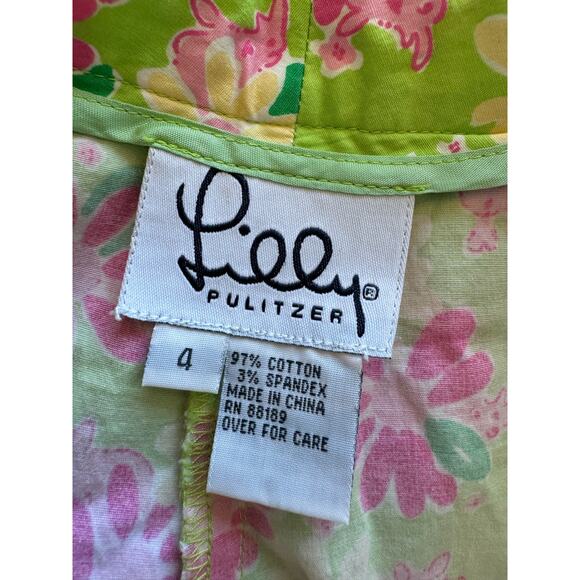 Lilly®
PULITZER
4
97% COTTON
3% SPANDEX
MADE IN CHINA
RN 88189
OVER FOR CARE